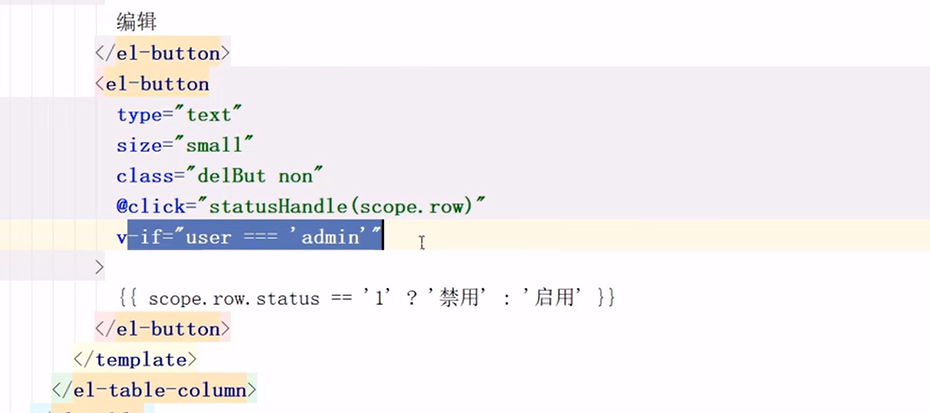 编辑
</el-button>
<el-button
type="text"
size="small"
class="delBut non"
@click="statusHandle(scope.row)"
v-if="user === 'admin'"
>
{{ scope.row.status == '1' ? '禁用' : '启用' }}
</el-button>
</template>
</el-table-column>